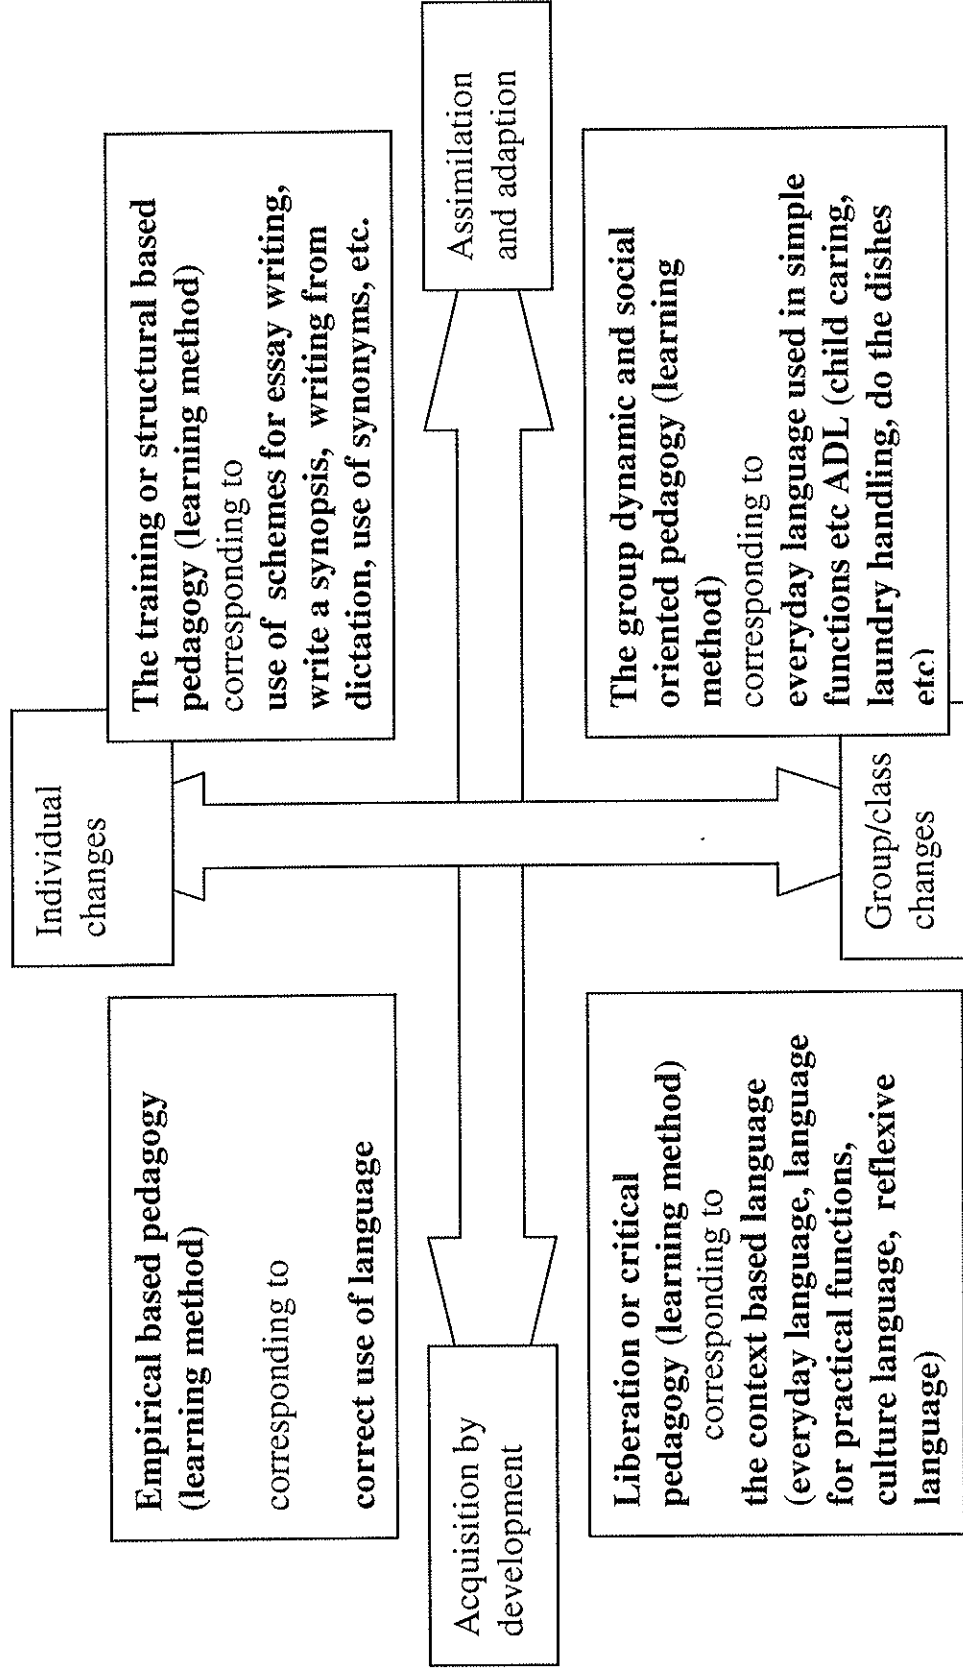 Individual
changes
Empirical based pedagogy
(learning method)
corresponding to
correct use of language
The training or structural based
pedagogy (learning method)
corresponding to
use of schemes for essay writing,
write a synopsis, writing from
dictation, use of synonyms, etc.
Acquisition by
development
Assimilation
and adaption
Liberation or critical
pedagogy (learning method)
corresponding to
the context based language
(everyday language, language
for practical functions,
culture language, reflexive
language)
The group dynamic and social
oriented pedagogy (learning
method)
corresponding to
everyday language used in simple
functions etc ADL (child caring,
laundry handling, do the dishes
etc)
Group/class
changes